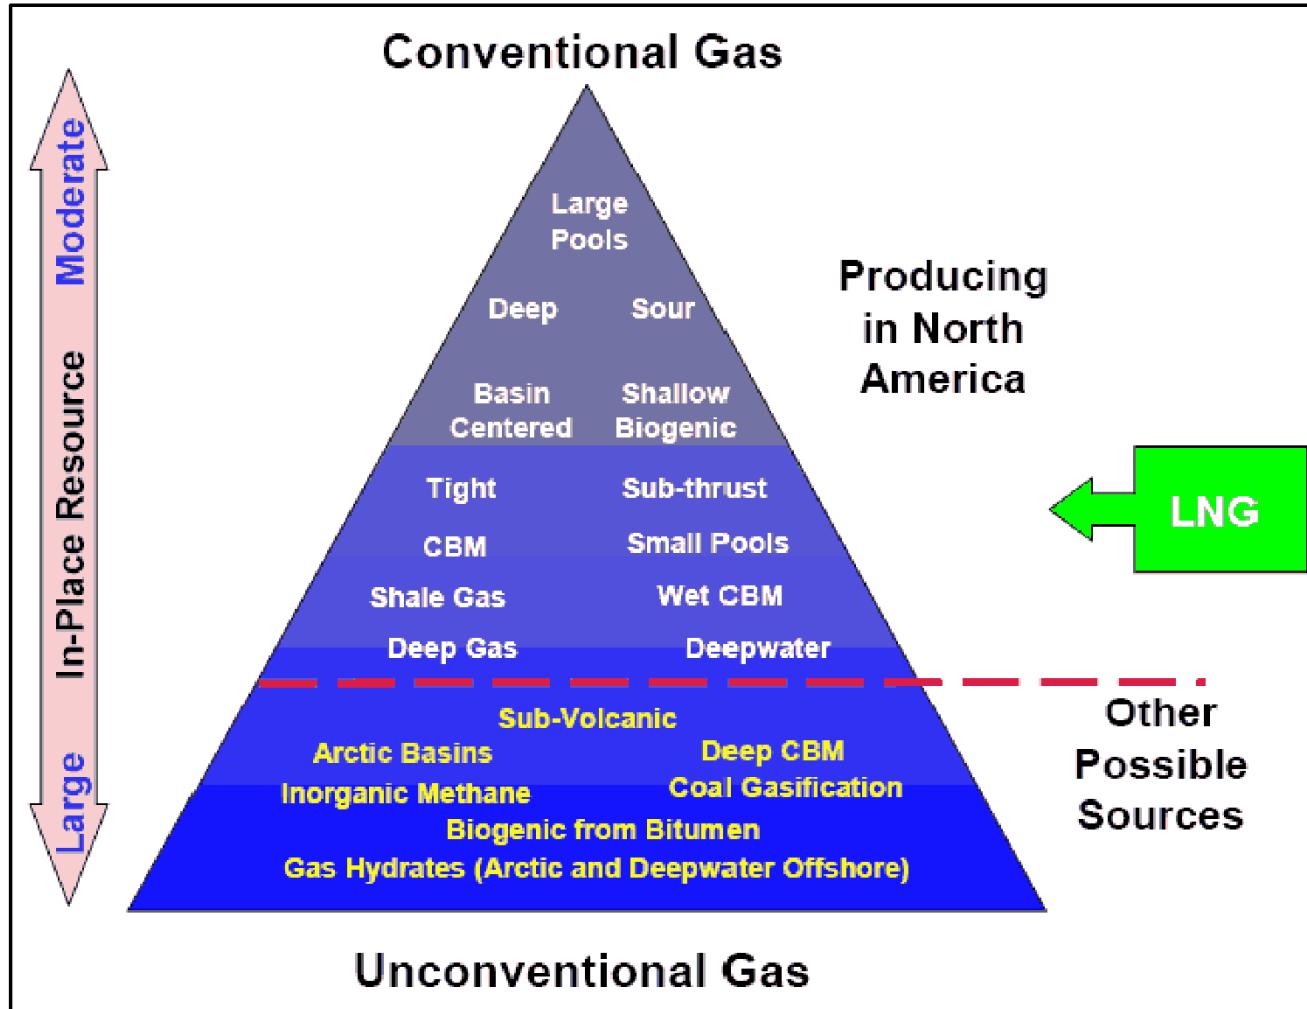 Conventional Gas
Moderate
In-Place Resource
Large
Large
Pools
Deep Sour
Basin Shallow
Centered Biogenic
Tight Sub-thrust
CBM Small Pools
Shale Gas Wet CBM
Deep Gas Deepwater
Producing
in North
America
LNG
Sub-Volcanic
Arctic Basins Deep CBM
Inorganic Methane Coal Gasification
Biogenic from Bitumen
Gas Hydrates (Arctic and Deepwater Offshore)
Other
Possible
Sources
Unconventional Gas